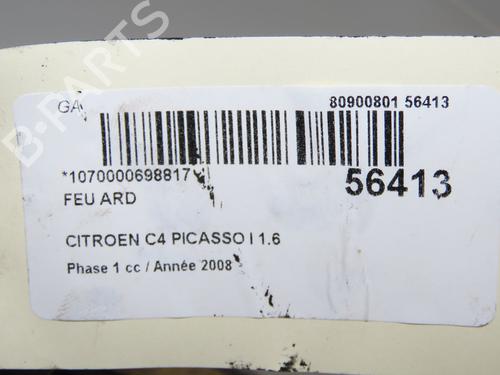 B-PARTS
GA
80900801 56413
*1070000698817
56413
FEU ARD
CITROEN C4 PICASSO I 1.6
Phase 1 cc / Année 2008